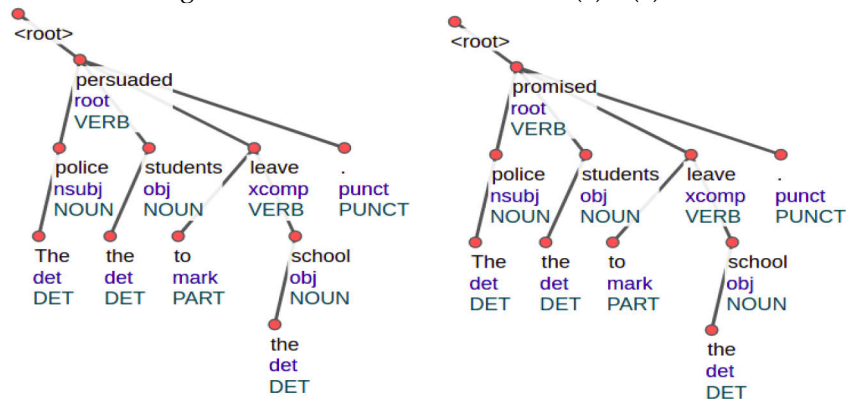 <root>
persuaded
root
VERB
police students leave .
nsubj obj xcomp punct
NOUN NOUN VERB PUNCT
The the to school
det det mark obj
DET DET PART NOUN
the
det
DET
<root>
promised
root
VERB
police students leave .
nsubj obj xcomp punct
NOUN NOUN VERB PUNCT
The the to school
det det mark obj
DET DET PART NOUN
the
det
DET